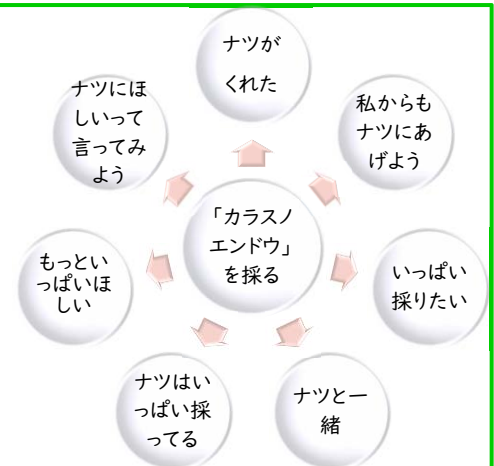 ナツが
くれた
私からも
ナツにあ
げよう
いっぱい
採りたい
ナツと一
緒
ナツはい
っぱい採
ってる
もっとい
っぱいほ
しい
ナツにほ
しいって
言ってみ
よう
「カラスノ
エンドウ」
を採る